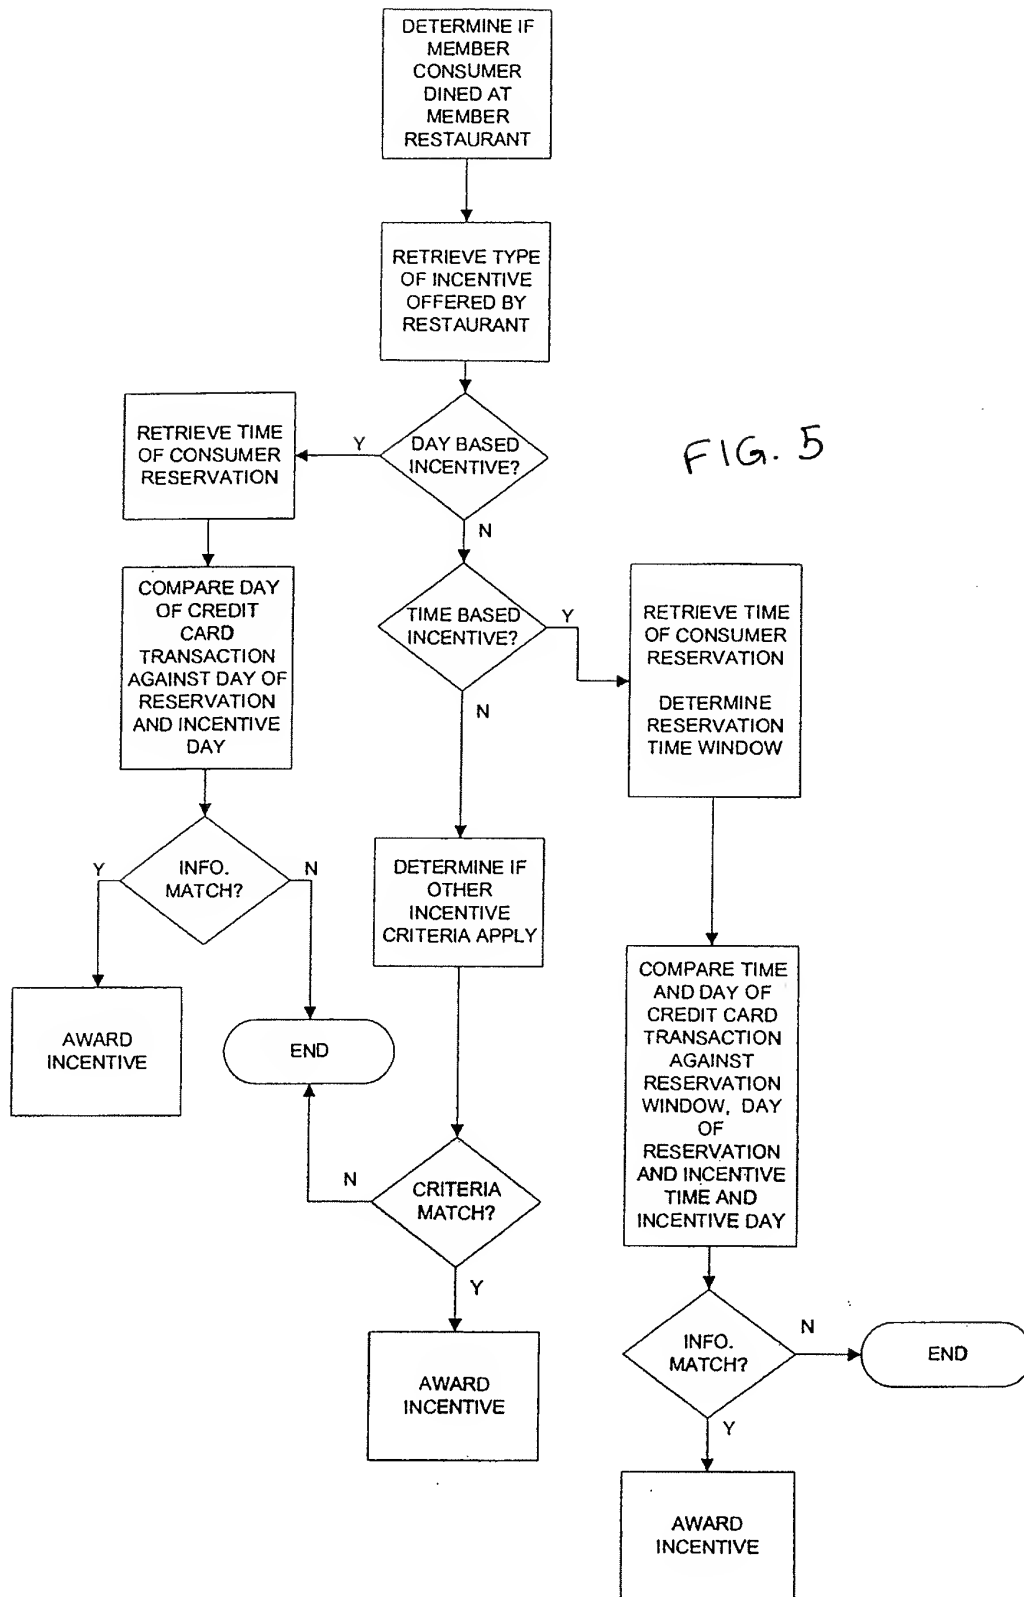 DETERMINE IF
MEMBER
CONSUMER
DINED AT
MEMBER
RESTAURANT
RETRIEVE TYPE
OF INCENTIVE
OFFERED BY
RESTAURANT
DAY BASED
INCENTIVE?
Y
N
RETRIEVE TIME
OF CONSUMER
RESERVATION
FIG. 5
COMPARE DAY
OF CREDIT
CARD
TRANSACTION
AGAINST DAY OF
RESERVATION
AND INCENTIVE
DAY
TIME BASED
INCENTIVE?
Y
N
RETRIEVE TIME
OF CONSUMER
RESERVATION
DETERMINE
RESERVATION
TIME WINDOW
INFO.
MATCH?
Y
N
DETERMINE IF
OTHER
INCENTIVE
CRITERIA APPLY
AWARD
INCENTIVE
END
COMPARE TIME
AND DAY OF
CREDIT CARD
TRANSACTION
AGAINST
RESERVATION
WINDOW, DAY
OF
RESERVATION
AND INCENTIVE
TIME AND
INCENTIVE DAY
CRITERIA
MATCH?
N
Y
AWARD
INCENTIVE
INFO.
MATCH?
N
Y
END
AWARD
INCENTIVE